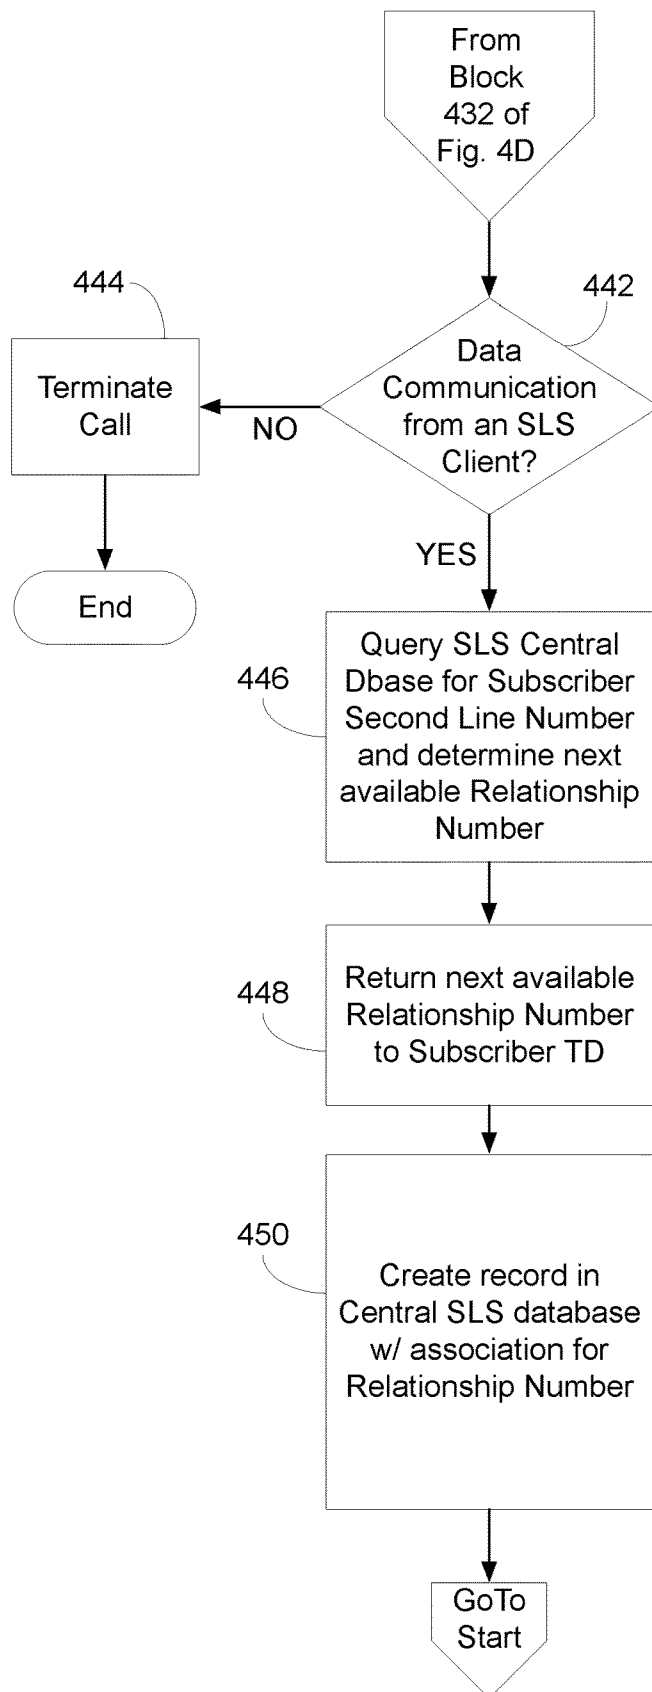 From
Block
432 of
Fig. 4D
444
442
Data
Communication
from an SLS
Client?
Terminate
Call
NO
YES
End
446
Query SLS Central
Dbase for Subscriber
Second Line Number
and determine next
available Relationship
Number
448
Return next available
Relationship Number
to Subscriber TD
450
Create record in
Central SLS database
w/ association for
Relationship Number
GoTo
Start